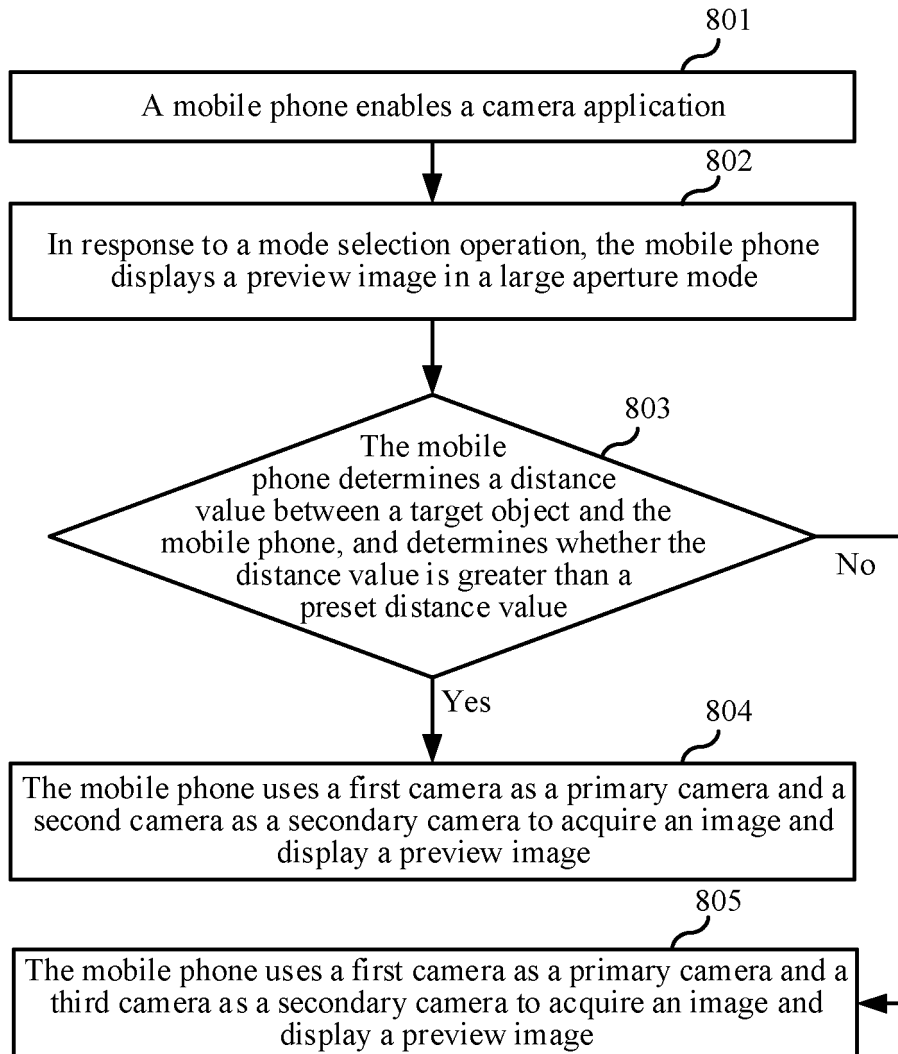 801
A mobile phone enables a camera application
802
In response to a mode selection operation, the mobile phone
displays a preview image in a large aperture mode
803
The mobile
phone determines a distance
value between a target object and the
mobile phone, and determines whether the
distance value is greater than a
preset distance value
No
Yes
804
The mobile phone uses a first camera as a primary camera and a
second camera as a secondary camera to acquire an image and
display a preview image
805
The mobile phone uses a first camera as a primary camera and a
third camera as a secondary camera to acquire an image and
display a preview image